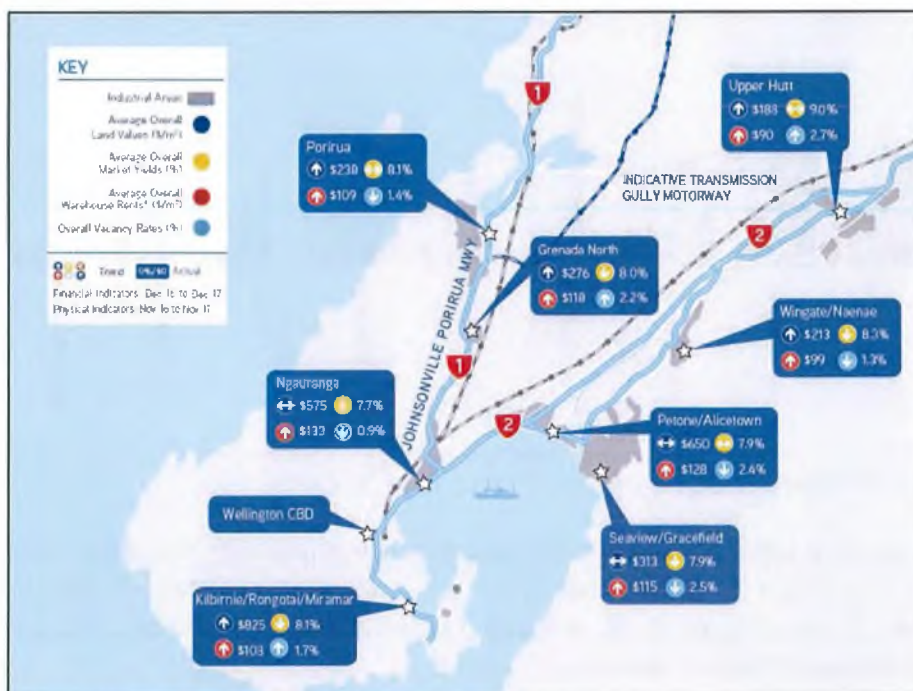 KEY
Industrial Areas
Average Overall
Land Values ($/m²)
Average Overall
Market Yields (%)
Average Overall
Warehouse Rents* ($/m²)
Overall Vacancy Rates (%)
Trend Actual
Financial Indicators: Dec 16 to Dec 17
Physical Indicators: Nov 16 to Nov 17
1
Upper Hutt
$188 9.0%
$90 2.7%
Porirua
$230 8.1%
$109 1.4%
INDICATIVE TRANSMISSION
GULLY MOTORWAY
2
Grenada North
$276 8.0%
$118 2.2%
JOHNSONVILLE PORIRUA MWY
Wingate/Naenae
$213 8.3%
$99 1.3%
1
Ngauranga
$575 7.7%
$133 0.9%
2
Petone/Alicetown
$650 7.9%
$128 2.4%
Wellington CBD
Seaview/Gracefield
$313 7.9%
$115 2.5%
Kilbirnie/Rongotai/Miramar
$825 8.1%
$103 1.7%